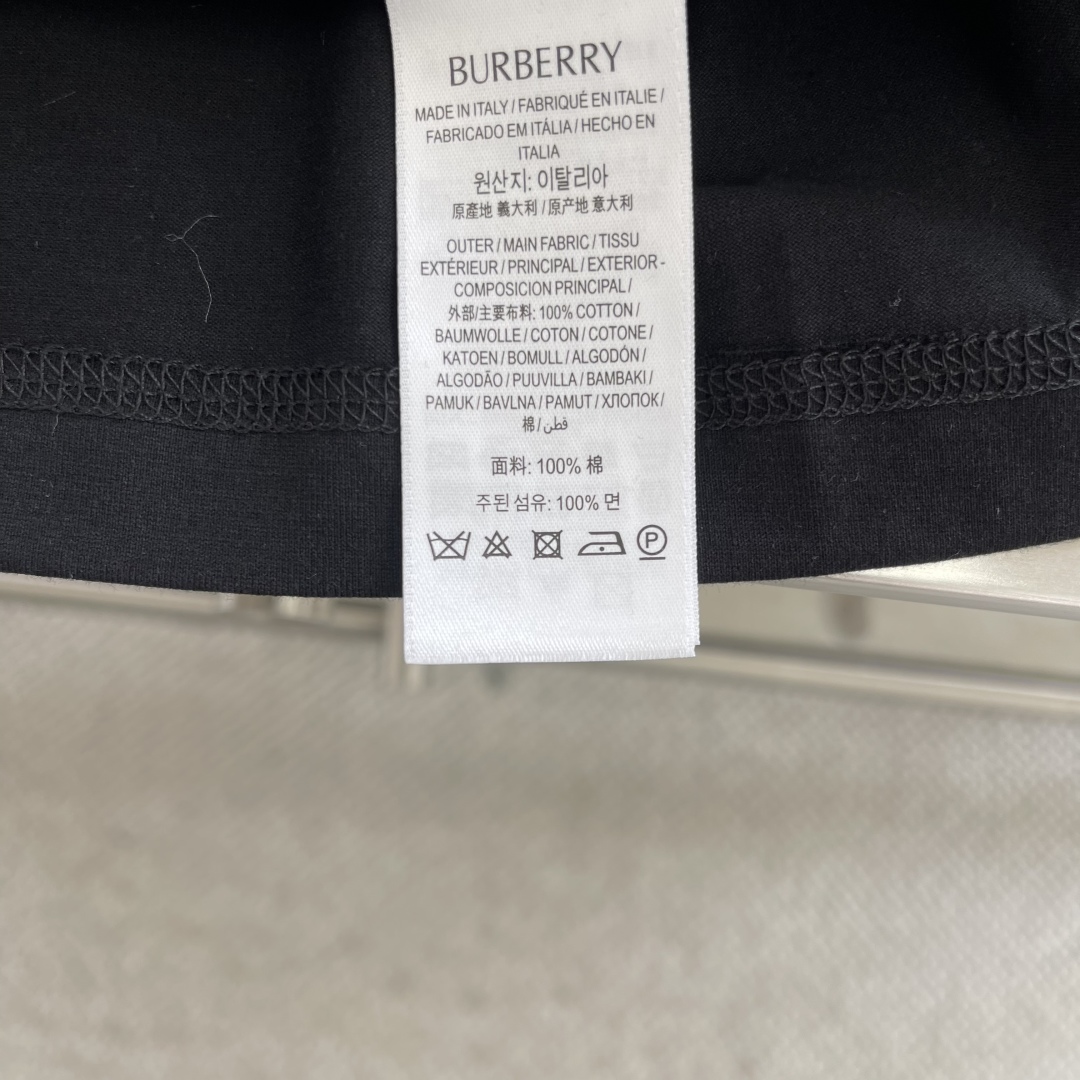 BURBERRY
MADE IN ITALY / FABRIQUÉ EN ITALIE /
FABRICADO EM ITÁLIA / HECHO EN
ITALIA
원산지: 이탈리아
原產地 義大利 / 原产地 意大利
OUTER / MAIN FABRIC / TISSU
EXTÉRIEUR / PRINCIPAL / EXTERIOR -
COMPOSICION PRINCIPAL /
外部/主要布料: 100% COTTON /
BAUMWOLLE / COTON / COTONE /
KATOEN / BOMULL / ALGODÓN /
ALGODÃO / PUUVILLA / BAMBAKI /
PAMUK / BAVLNA / PAMUT / ХЛОПОК /
棉 / قطن
面料: 100% 棉
주된 섬유: 100% 면
P